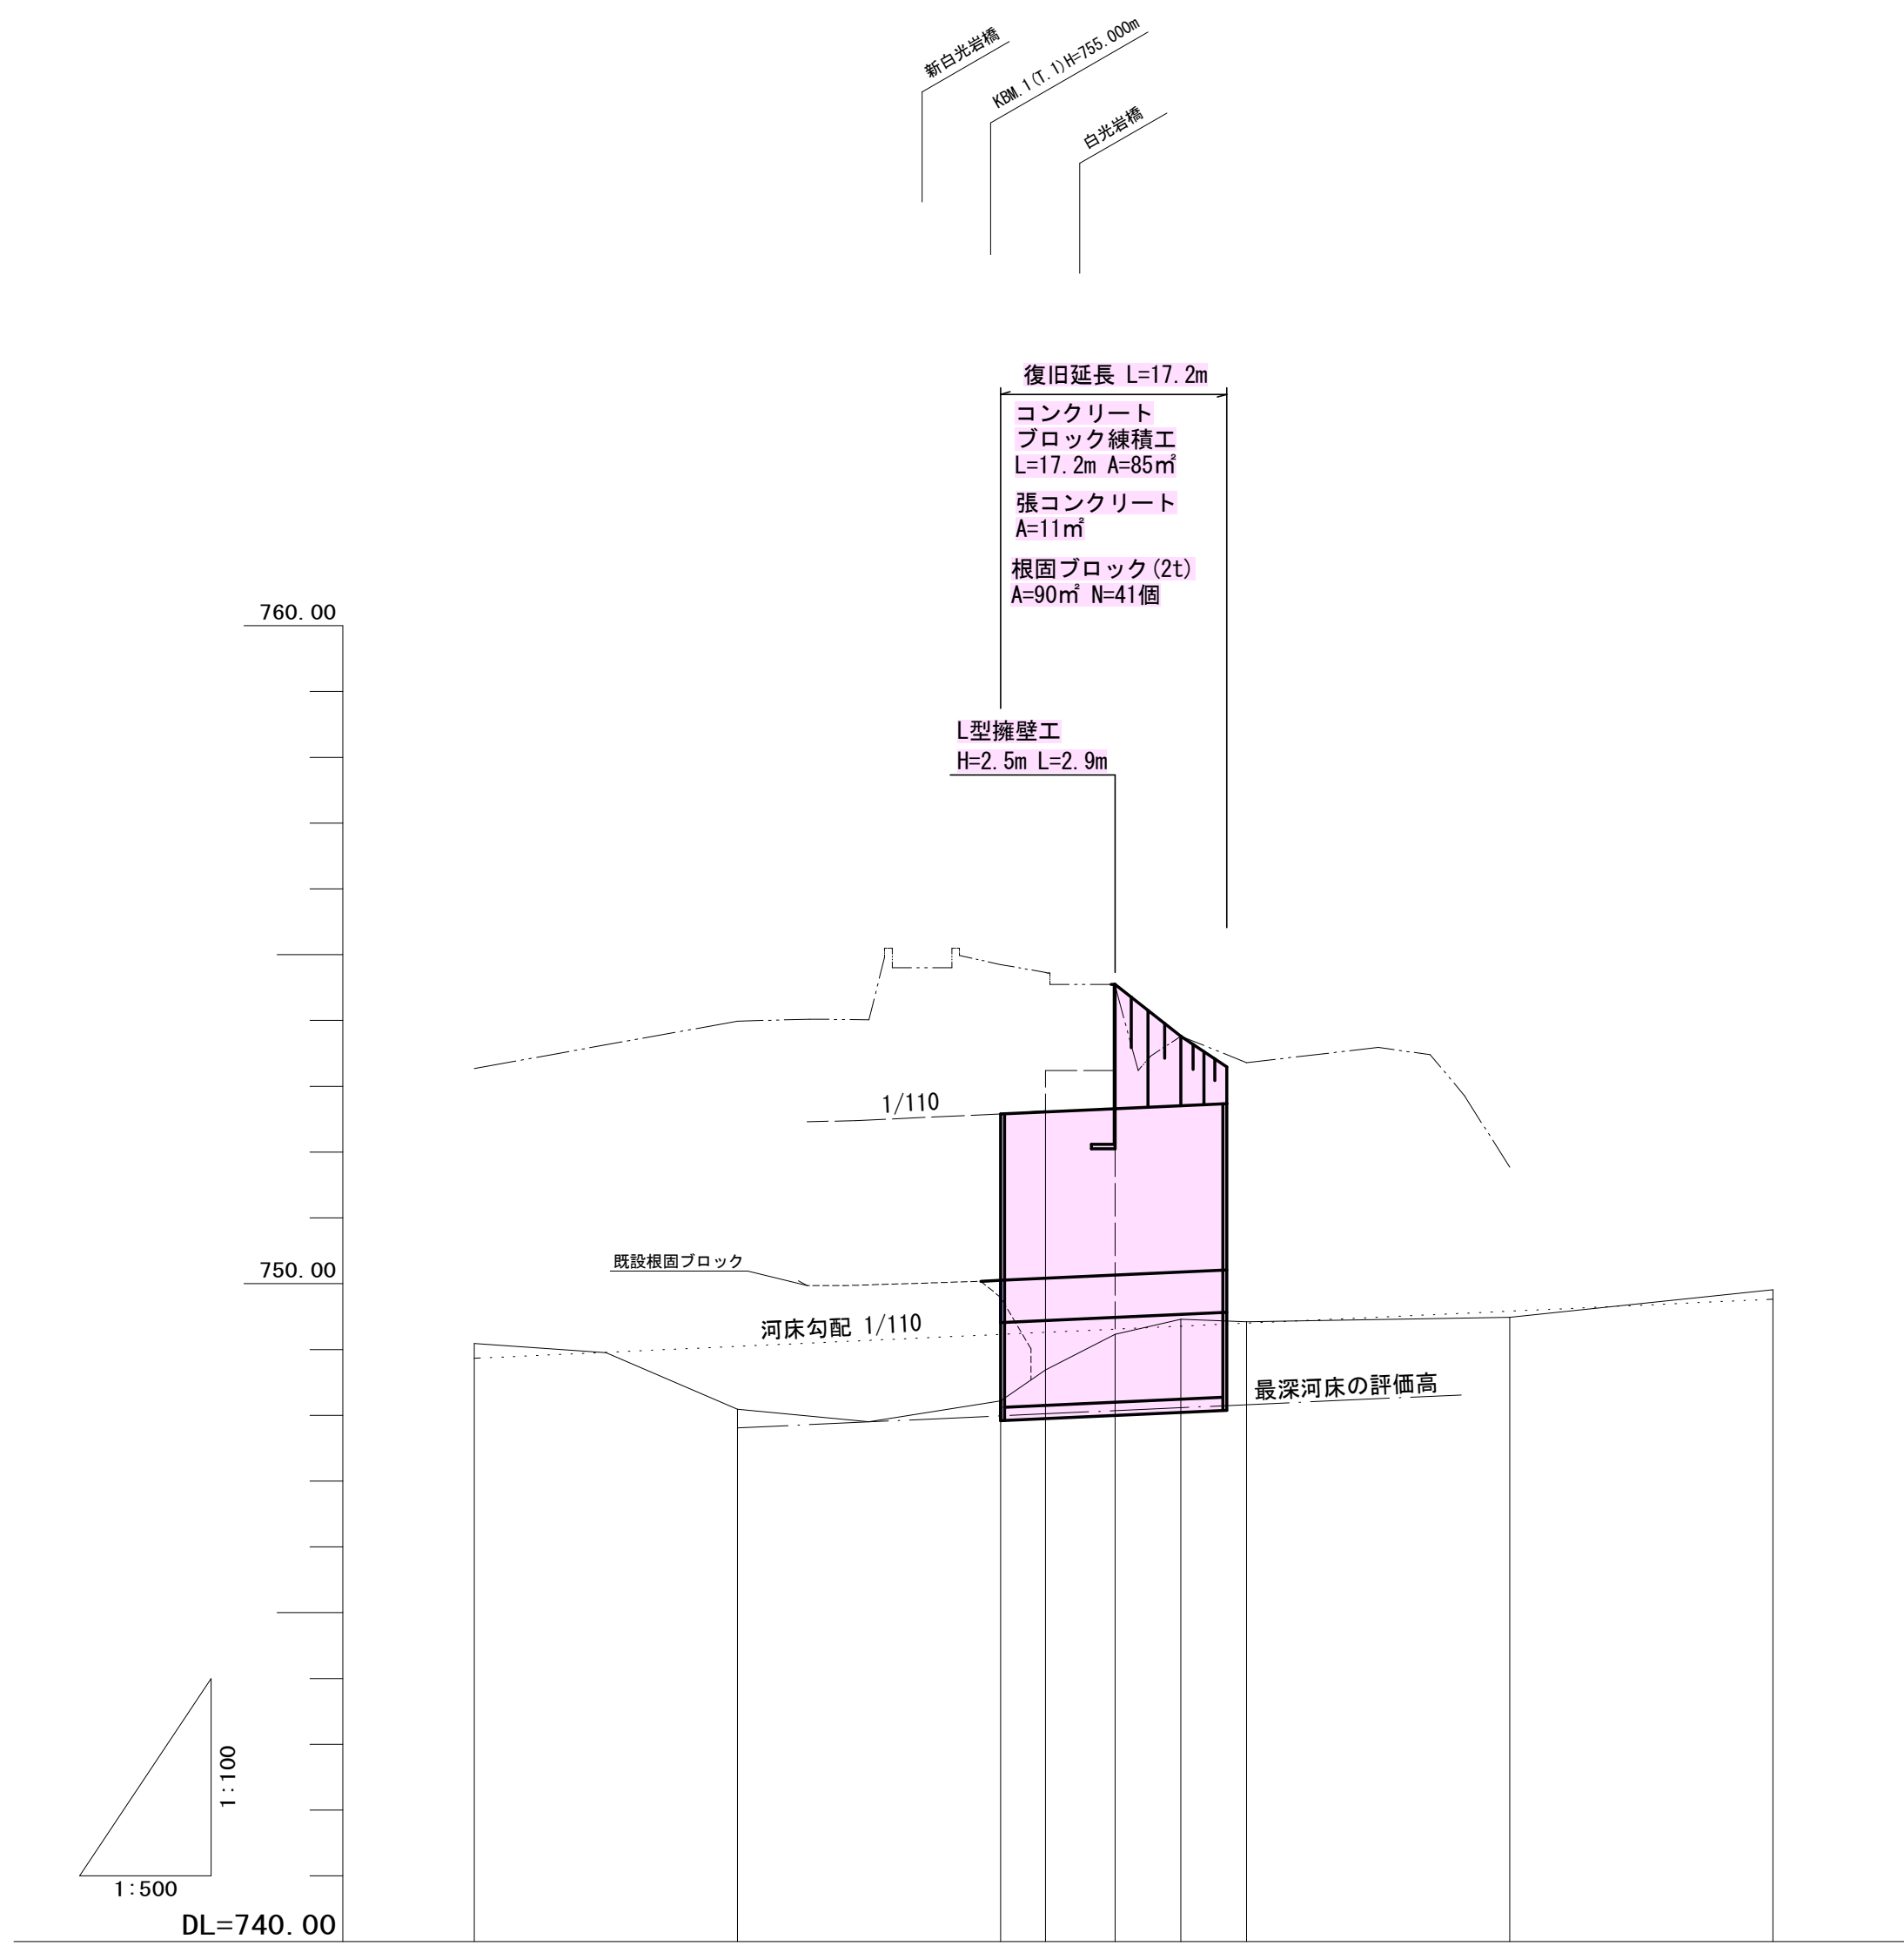 新白光岩橋
KBM.1(T.1)H=755.000m
白光岩橋
復旧延長 L=17.2m
コンクリート
ブロック練積工
L=17.2m A=85㎡
張コンクリート
A=11㎡
根固ブロック(2t)
A=90㎡ N=41個
760.00
L型擁壁工
H=2.5m L=2.9m
1/110
既設根固ブロック
750.00
河床勾配 1/110
最深河床の評価高
1:100
1:500
DL=740.00